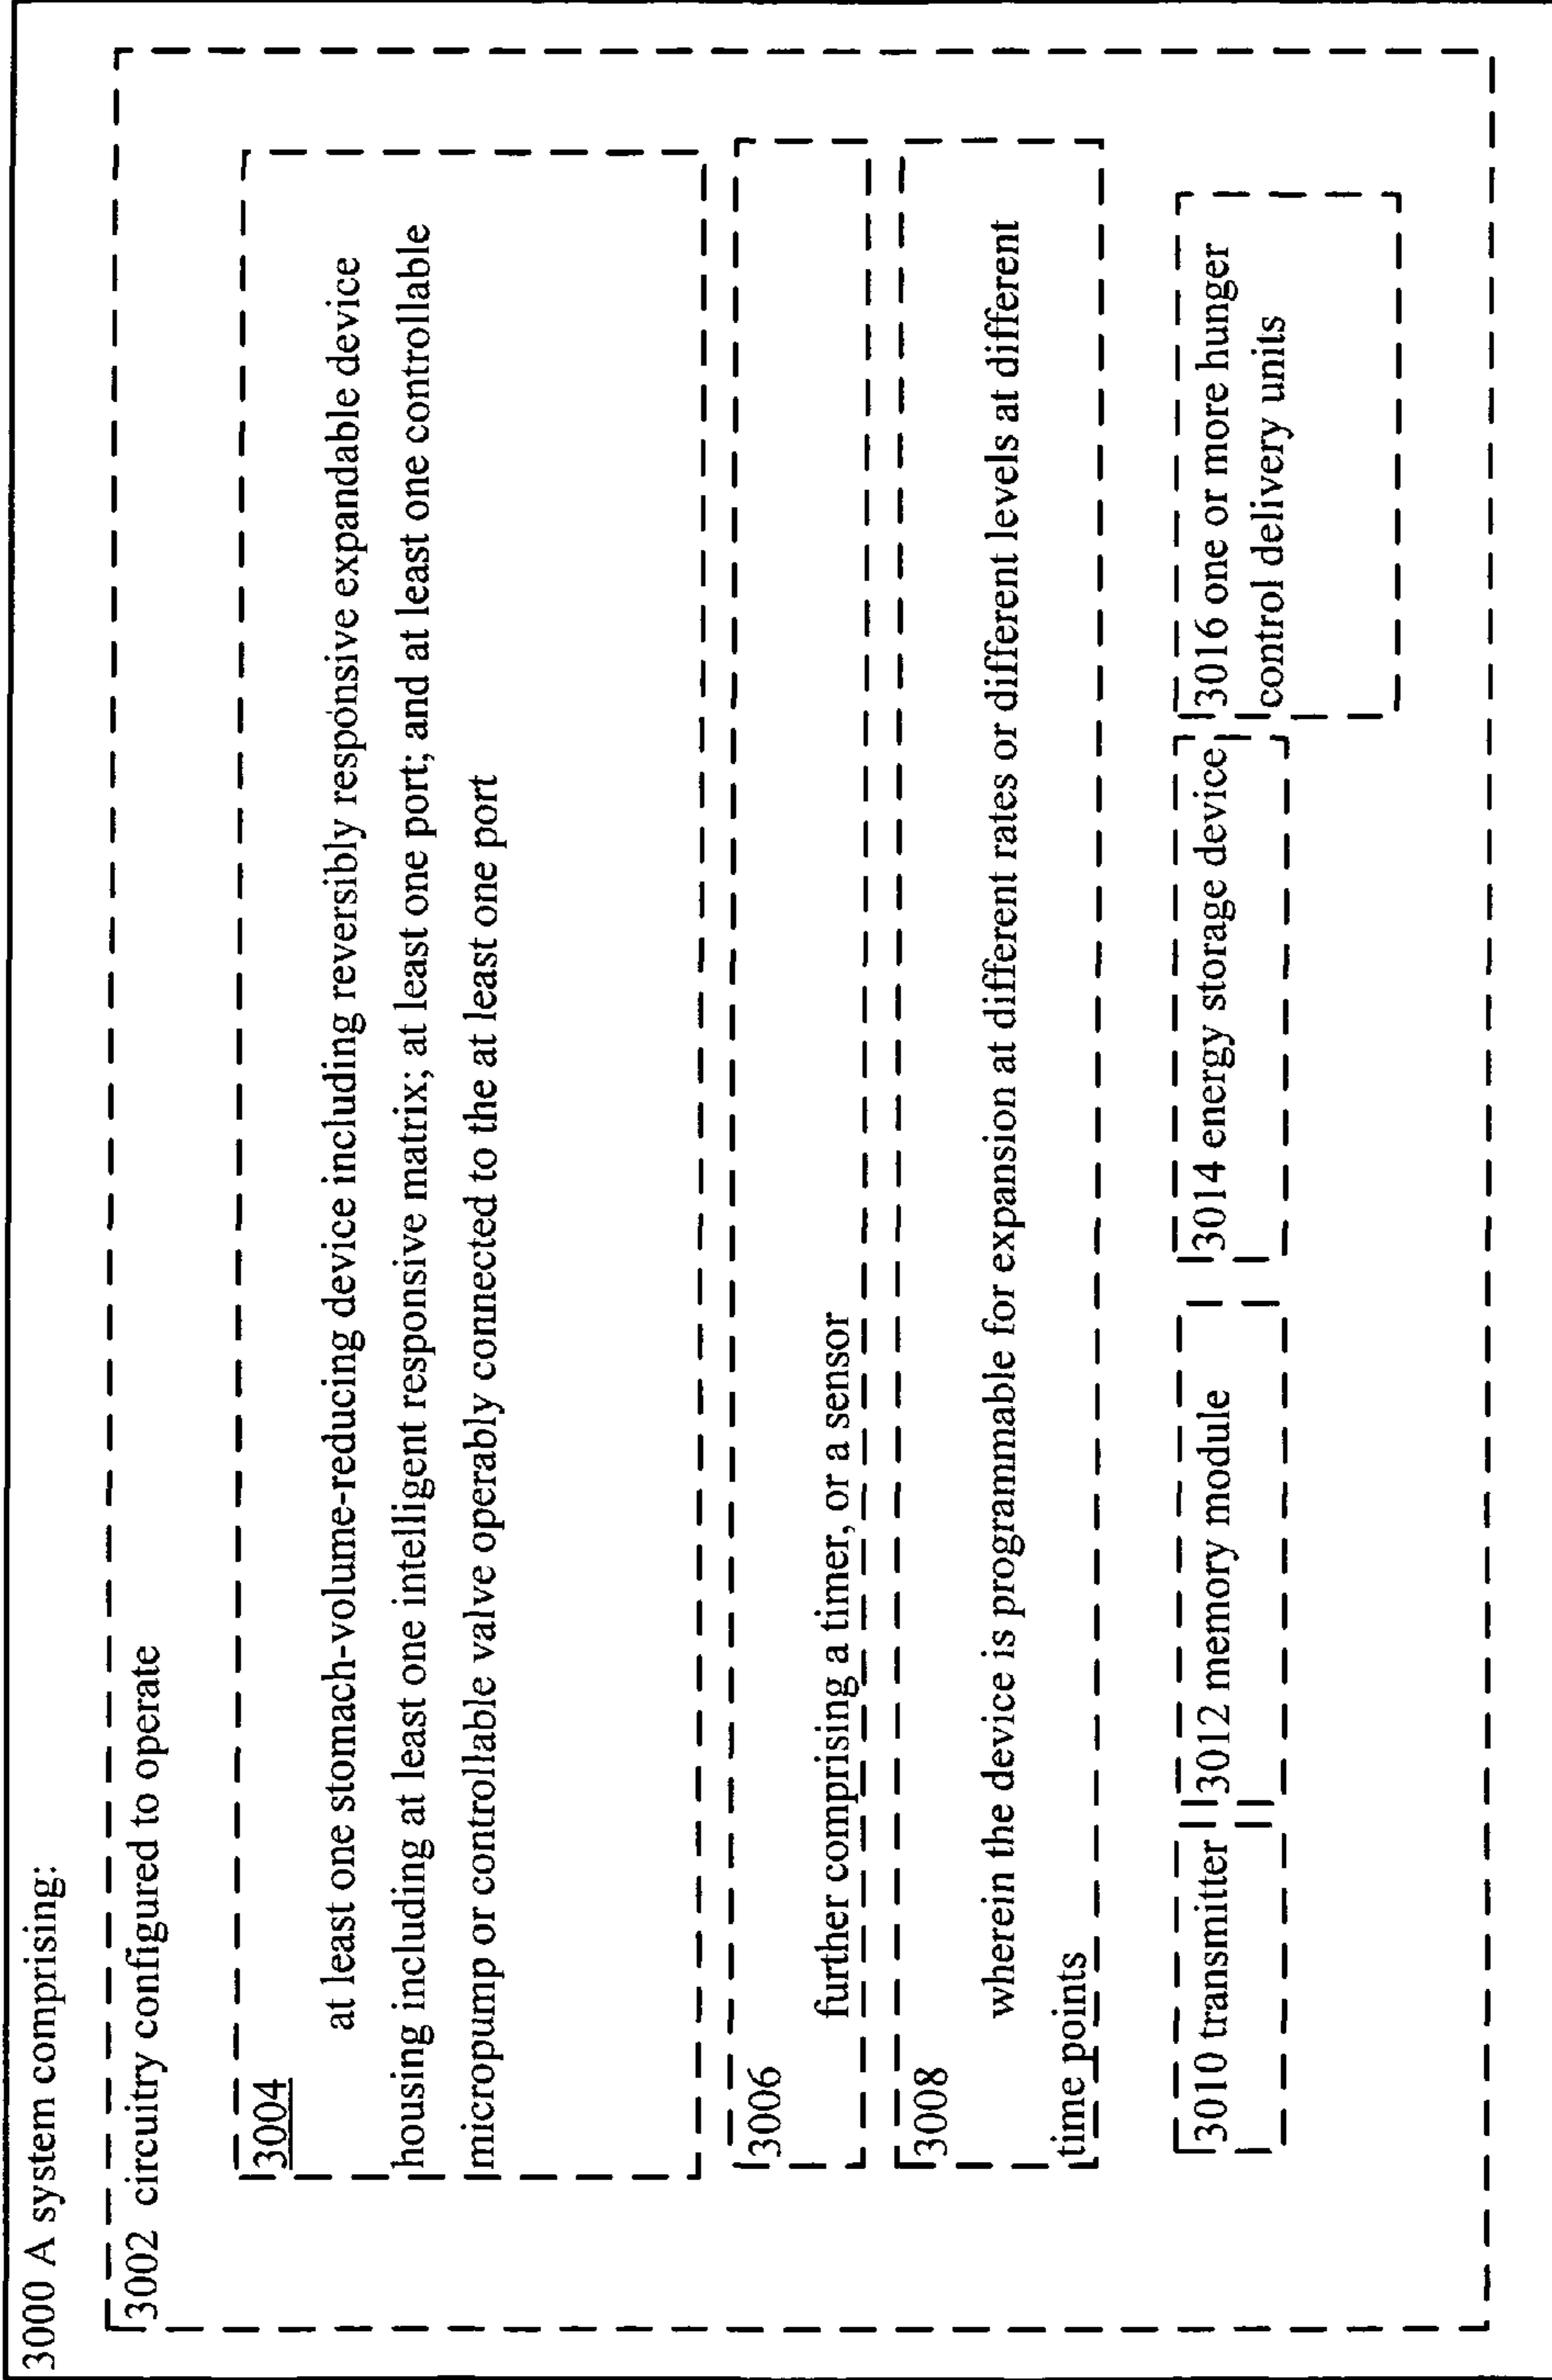 3000 A system comprising:
3002 circuitry configured to operate
3004
at least one stomach-volume-reducing device including reversibly responsive expandable device
housing including at least one intelligent responsive matrix; at least one port; and at least one controllable
micropump or controllable valve operably connected to the at least one port
3006
further comprising a timer, or a sensor
3008
wherein the device is programmable for expansion at different rates or different levels at different
time points
3010 transmitter
3012 memory module
3014 energy storage device
3016 one or more hunger
control delivery units